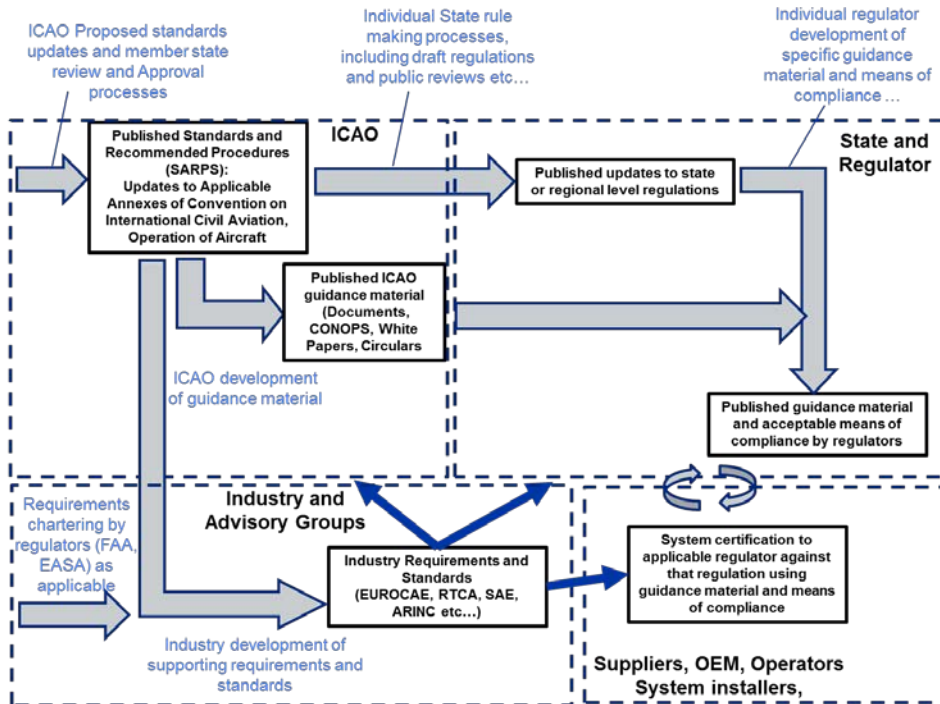 ICAO Proposed standards
updates and member state
review and Approval
processes
Individual State rule
making processes,
including draft regulations
and public reviews etc...
Individual regulator
development of
specific guidance
material and means of
compliance ...
ICAO
State and
Regulator
Published Standards and
Recommended Procedures
(SARPS):
Updates to Applicable
Annexes of Convention on
International Civil Aviation,
Operation of Aircraft
Published updates to state
or regional level regulations
Published ICAO
guidance material
(Documents,
CONOPS, White
Papers, Circulars
ICAO development
of guidance material
Published guidance material
and acceptable means of
compliance by regulators
Industry and
Advisory Groups
Requirements
chartering by
regulators (FAA,
EASA) as
applicable
Industry Requirements and
Standards
(EUROCAE, RTCA, SAE,
ARINC etc...)
System certification to
applicable regulator against
that regulation using
guidance material and means
of compliance
Industry development of
supporting requirements and
standards
Suppliers, OEM, Operators
System installers,